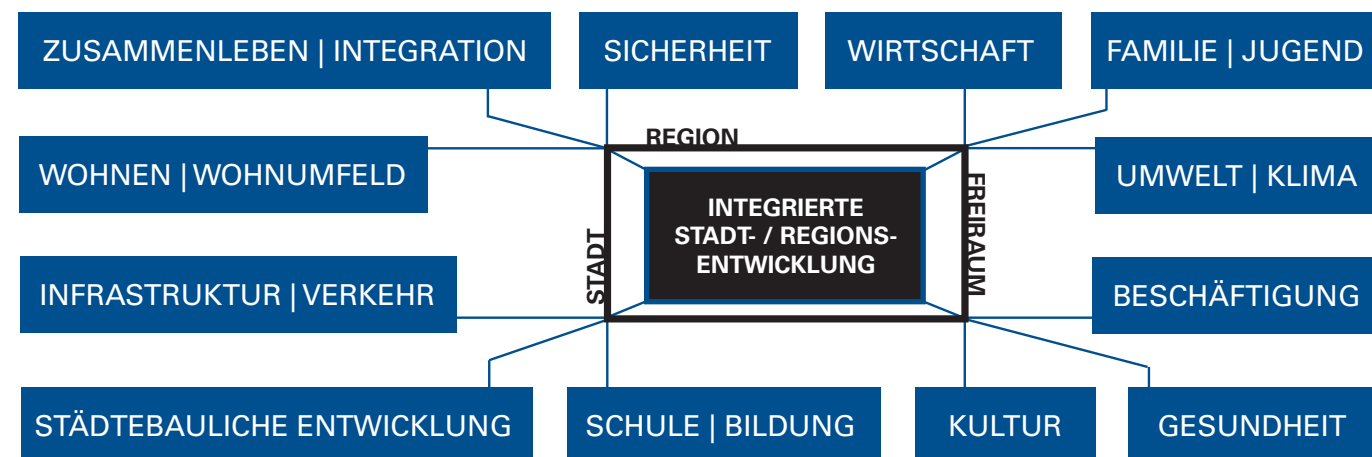 ZUSAMMENLEBEN | INTEGRATION
SICHERHEIT
WIRTSCHAFT
FAMILIE | JUGEND
REGION
WOHNEN | WOHNUMFELD
UMWELT | KLIMA
INTEGRIERTE
STADT- / REGIONS-
ENTWICKLUNG
FREIRAUM
STADT
INFRASTRUKTUR | VERKEHR
BESCHÄFTIGUNG
STÄDTEBAULICHE ENTWICKLUNG
SCHULE | BILDUNG
KULTUR
GESUNDHEIT